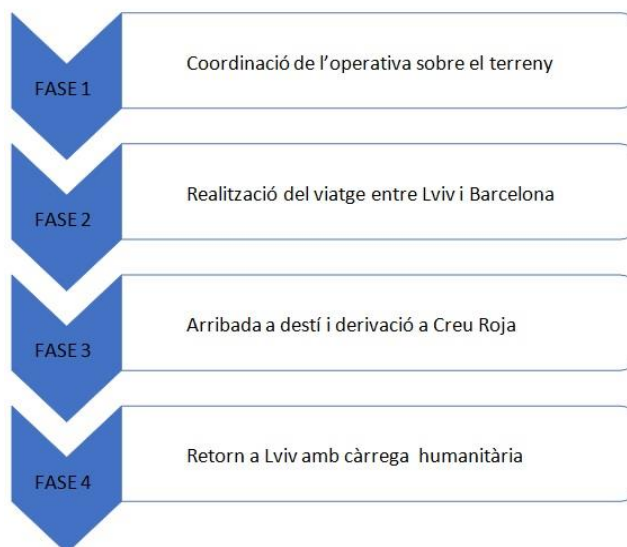 FASE 1
Coordinació de l’operativa sobre el terreny
FASE 2
Realització del viatge entre Lviv i Barcelona
FASE 3
Arribada a destí i derivació a Creu Roja
FASE 4
Retorn a Lviv amb càrrega humanitària